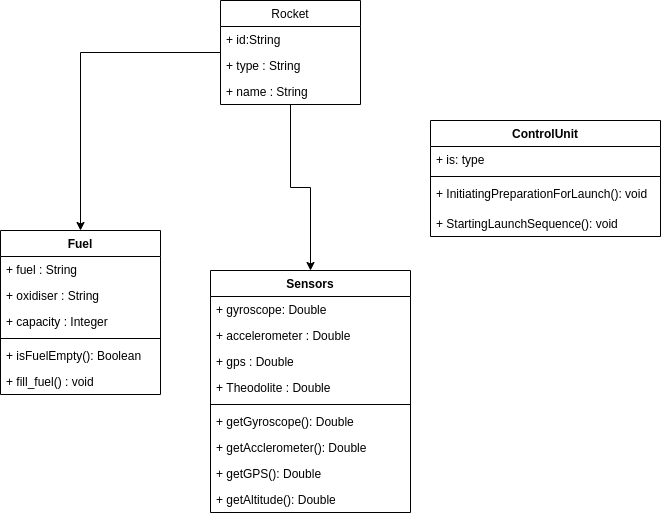 Rocket
+ id:String
+ type : String
+ name : String
ControlUnit
+ is: type
+ InitiatingPreparationForLaunch(): void
+ StartingLaunchSequence(): void
Fuel
+ fuel : String
+ oxidiser : String
+ capacity : Integer
+ isFuelEmpty(): Boolean
+ fill_fuel() : void
Sensors
+ gyroscope: Double
+ accelerometer : Double
+ gps : Double
+ Theodolite : Double
+ getGyroscope(): Double
+ getAcclerometer(): Double
+ getGPS(): Double
+ getAltitude(): Double